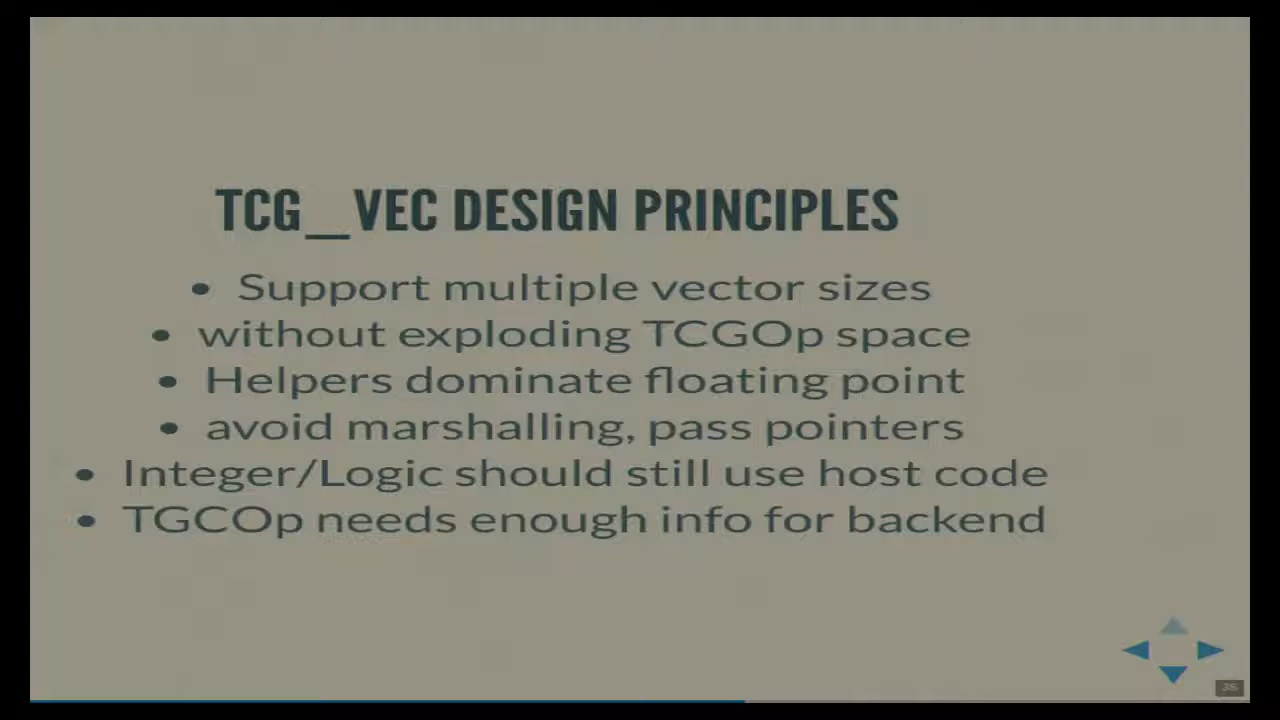 TCG_VEC DESIGN PRINCIPLES
• Support multiple vector sizes
• without exploding TCGOp space
• Helpers dominate floating point
• avoid marshalling, pass pointers
• Integer/Logic should still use host code
• TGCOp needs enough info for backend